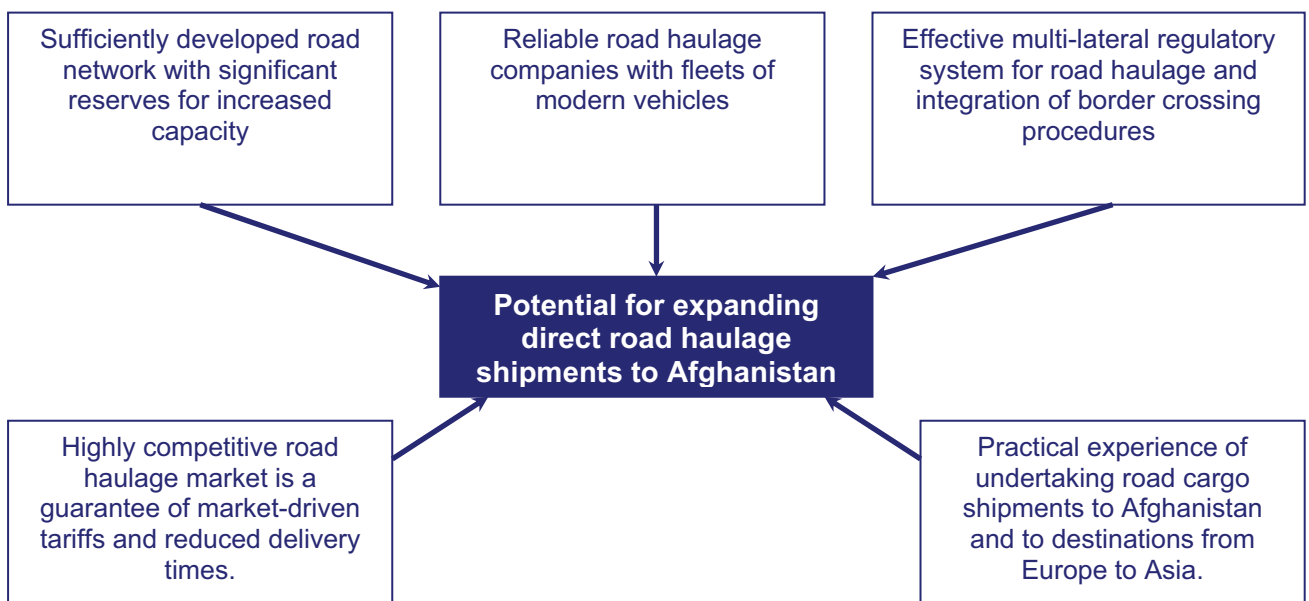 Sufficiently developed road
network with significant
reserves for increased
capacity
Reliable road haulage
companies with fleets of
modern vehicles
Effective multi-lateral regulatory
system for road haulage and
integration of border crossing
procedures
Potential for expanding
direct road haulage
shipments to Afghanistan
Highly competitive road
haulage market is a
guarantee of market-driven
tariffs and reduced delivery
times.
Practical experience of
undertaking road cargo
shipments to Afghanistan
and to destinations from
Europe to Asia.